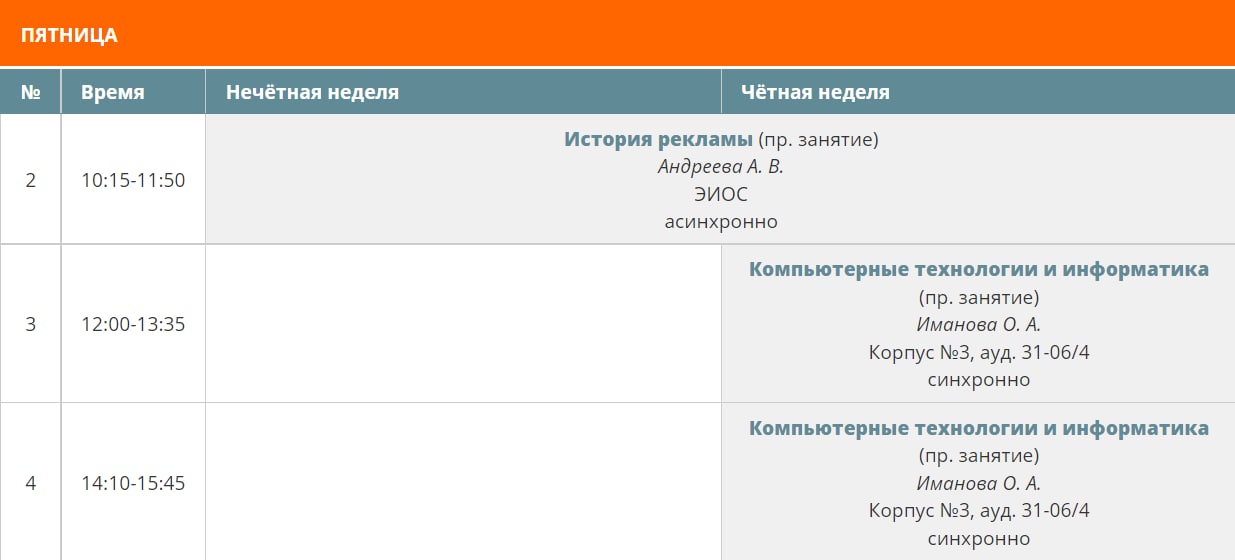 ПЯТНИЦА
№ Время Нечётная неделя Чётная неделя
2 10:15-11:50
История рекламы (пр. занятие)
Андреева А. В.
ЭИОС
асинхронно
3 12:00-13:35
Компьютерные технологии и информатика
(пр. занятие)
Иманова О. А.
Корпус №3, ауд. 31-06/4
синхронно
4 14:10-15:45
Компьютерные технологии и информатика
(пр. занятие)
Иманова О. А.
Корпус №3, ауд. 31-06/4
синхронно